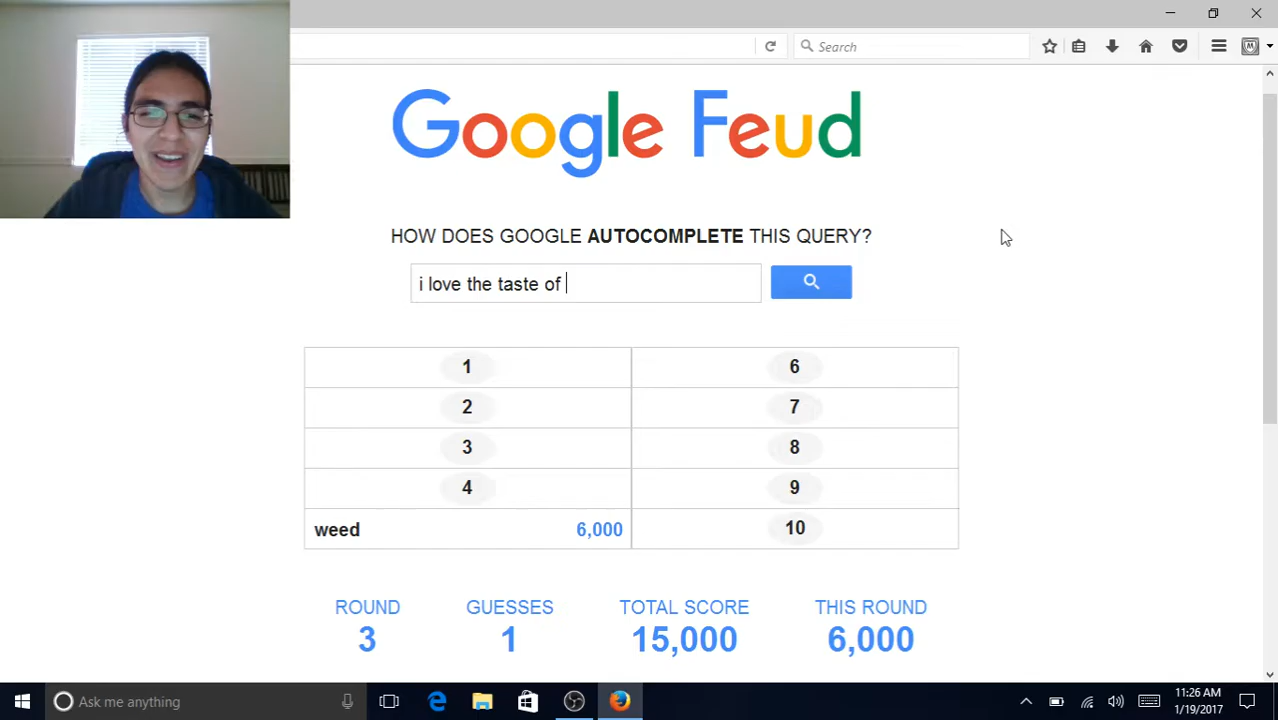 Search
Google Feud
HOW DOES GOOGLE AUTOCOMPLETE THIS QUERY?
i love the taste of
1 6
2 7
3 8
4 9
weed 6,000 10
ROUND GUESSES TOTAL SCORE THIS ROUND
3 1 15,000 6,000
Ask me anything
11:26 AM
1/19/2017